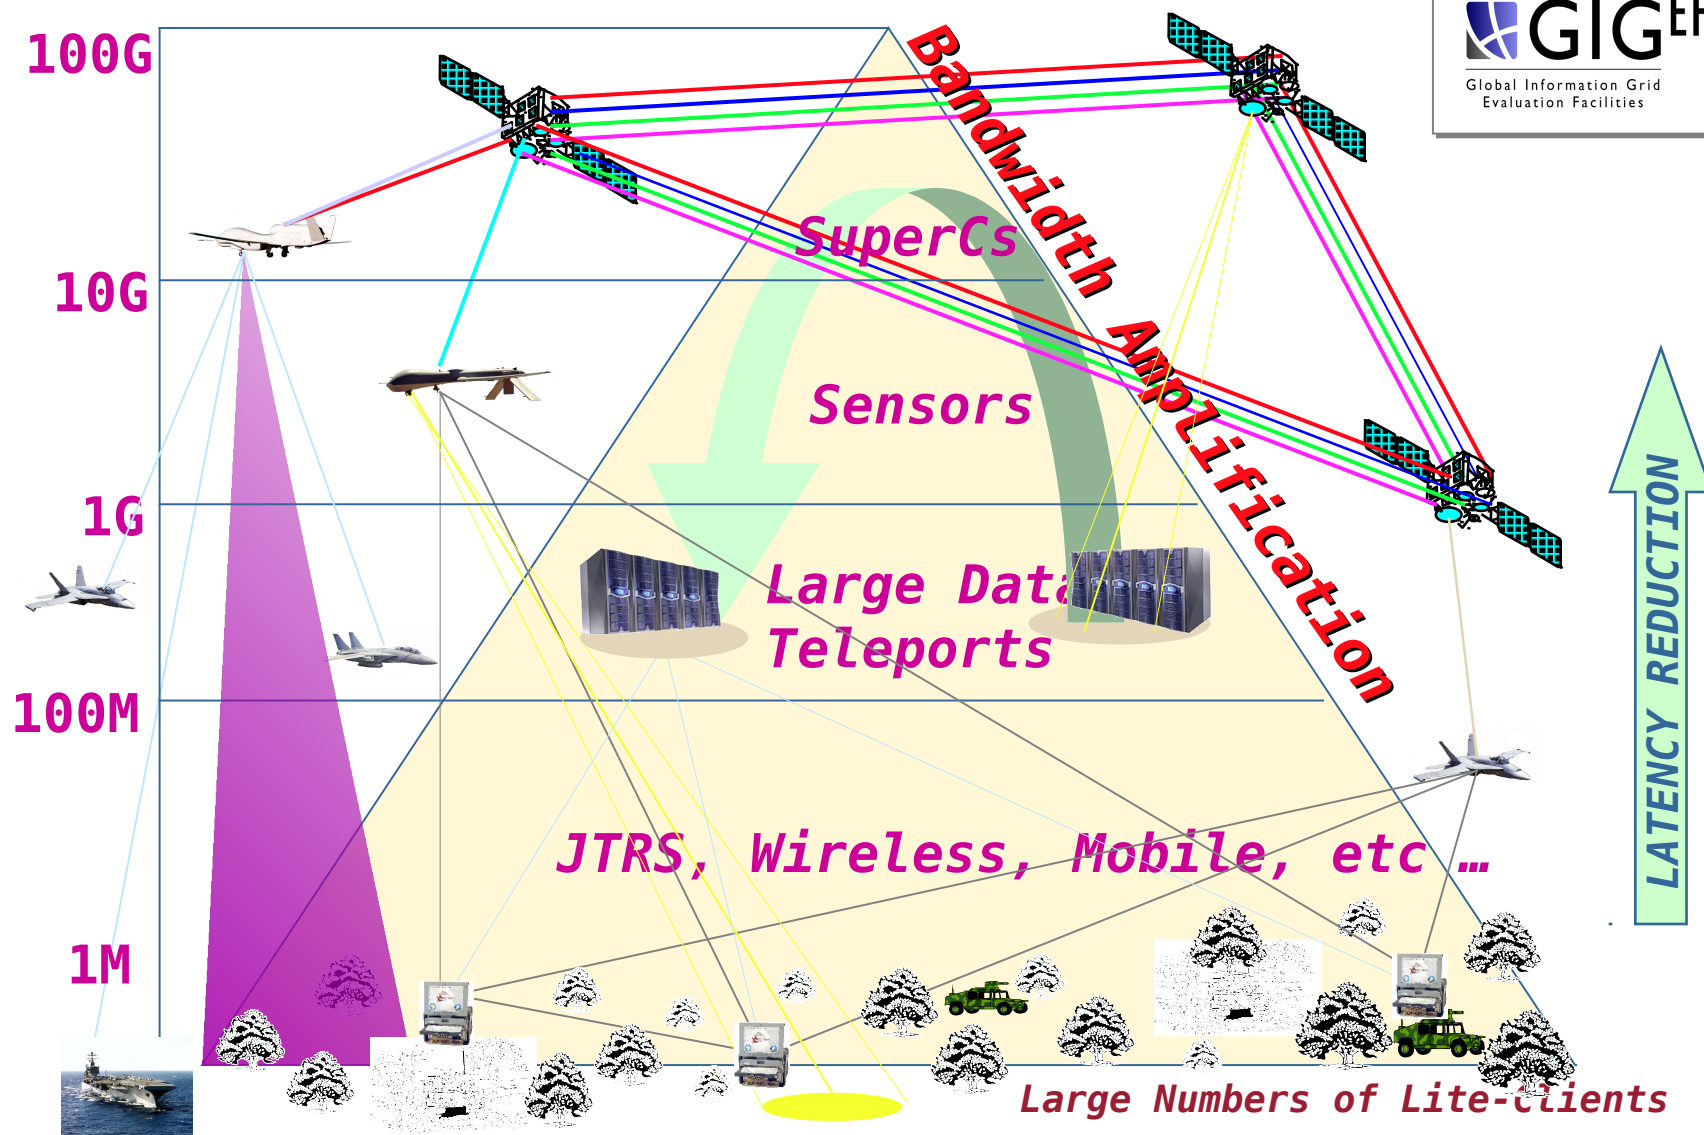 100G
GIGEF
Global Information Grid
Evaluation Facilities
Bandwidth Amplification
SuperCs
10G
Sensors
1G
LATENCY REDUCTION
Large Data
Teleports
100M
JTRS, Wireless, Mobile, etc …
1M
Large Numbers of Lite-Clients